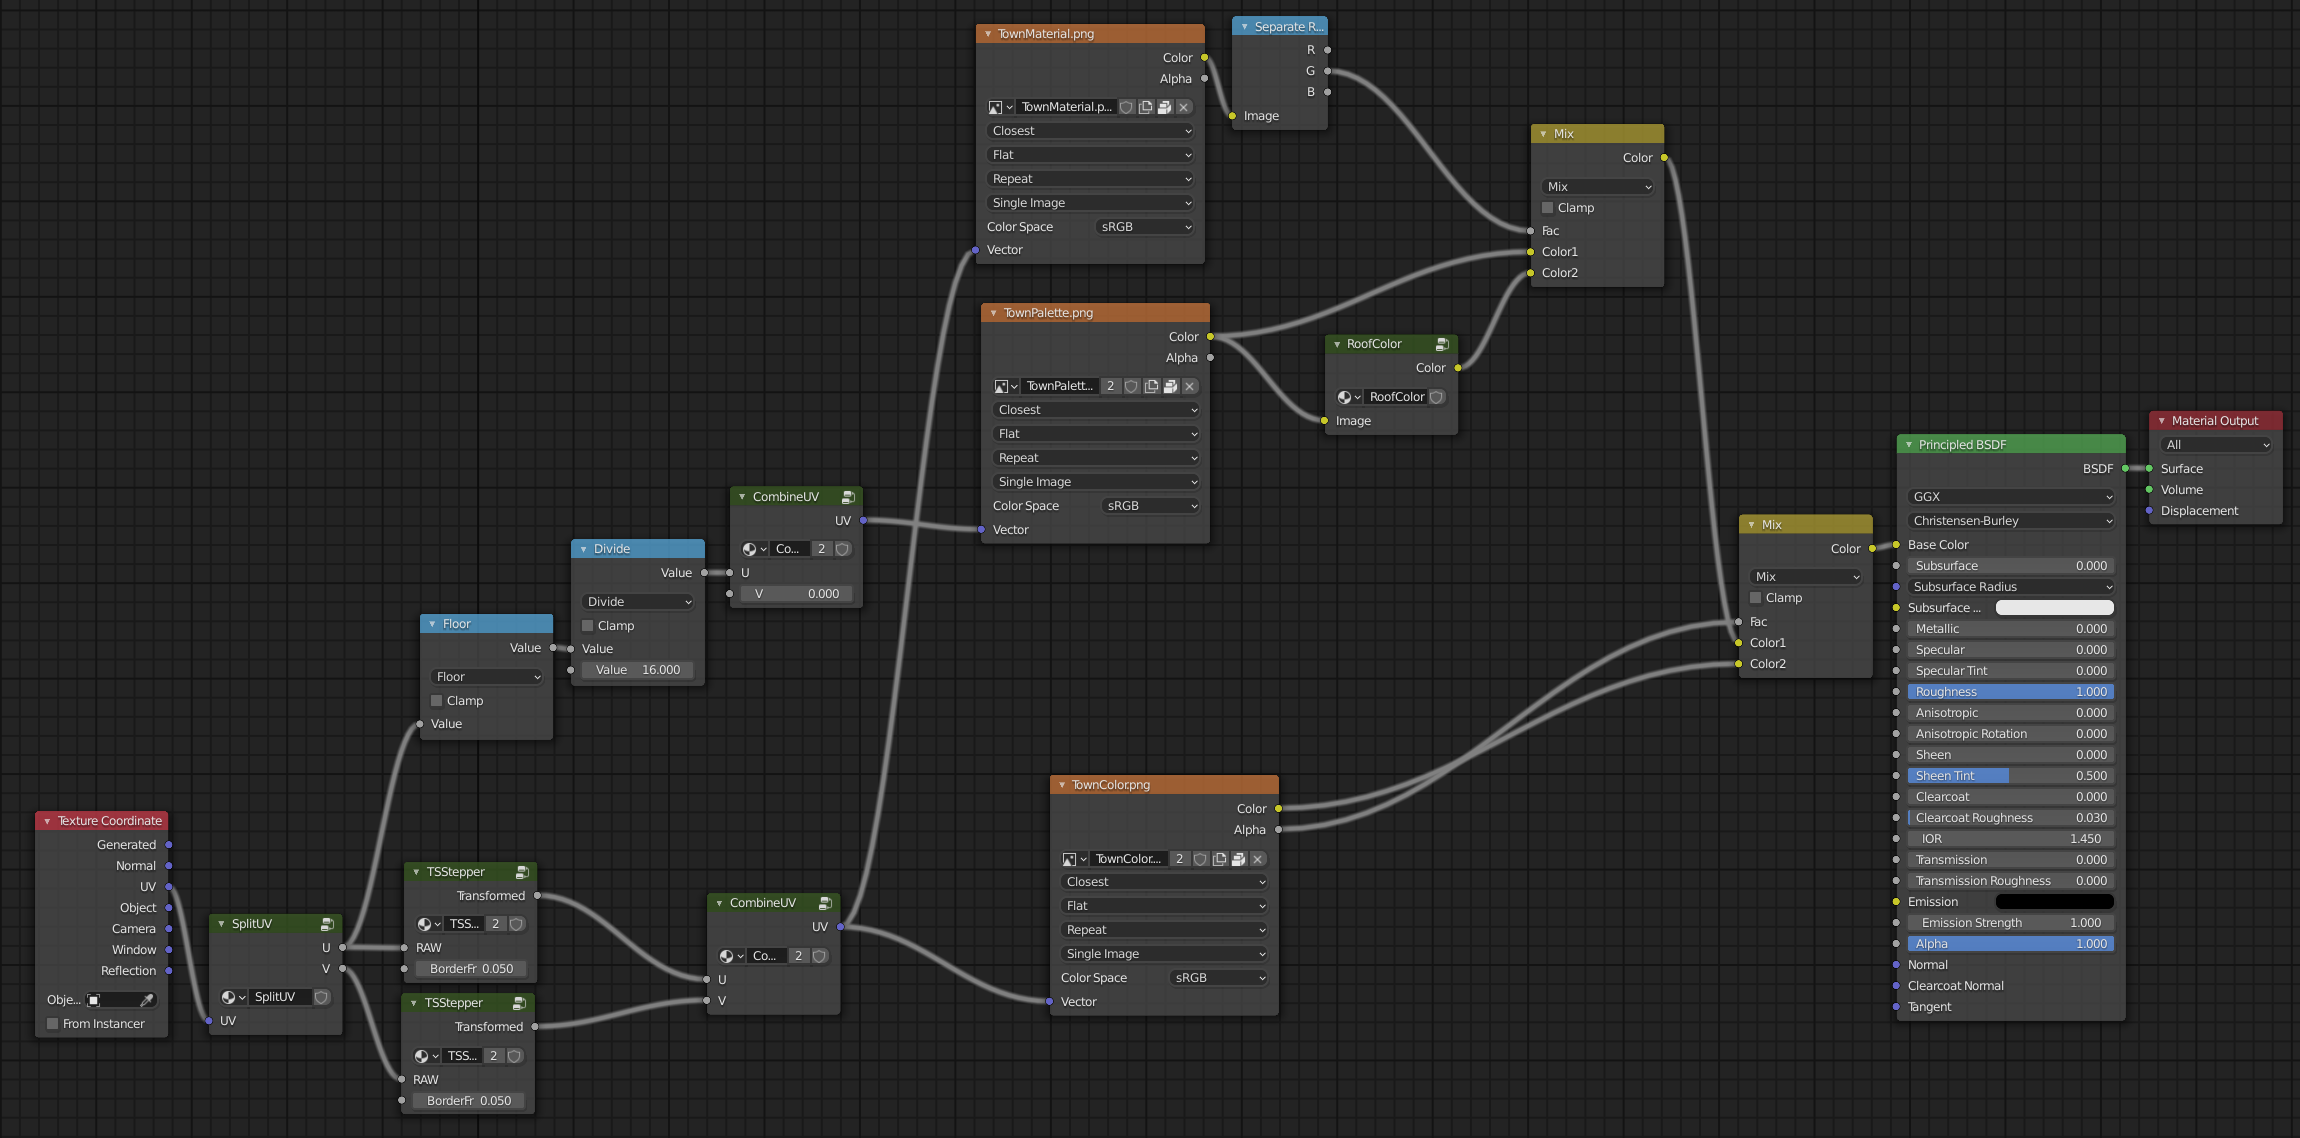 TownMaterial.png
Color
Alpha
TownMaterial.p...
Closest
Flat
Repeat
Single Image
Color Space sRGB
Vector
Separate R...
R
G
B
Image
Mix
Color
Mix
Clamp
Fac
Color1
Color2
TownPalette.png
Color
Alpha
TownPalett... 2
Closest
Flat
Repeat
Single Image
Color Space sRGB
Vector
RoofColor
Color
RoofColor
Image
CombineUV
UV
Co... 2
U
V 0.000
Divide
Value
Divide
Clamp
Value
Value 16.000
Floor
Value
Floor
Clamp
Value
Texture Coordinate
Generated
Normal
UV
Object
Camera
Window
Reflection
Obje...
From Instancer
SplitUV
U
V
SplitUV
UV
TSStepper
Transformed
TSS... 2
RAW
BorderFr 0.050
TSStepper
Transformed
TSS... 2
RAW
BorderFr 0.050
CombineUV
UV
Co... 2
U
V
TownColor.png
Color
Alpha
TownColor.... 2
Closest
Flat
Repeat
Single Image
Color Space sRGB
Vector
Mix
Color
Mix
Clamp
Fac
Color1
Color2
Principled BSDF
BSDF
GGX
Christensen-Burley
Base Color
Subsurface 0.000
Subsurface Radius
Subsurface ...
Metallic 0.000
Specular 0.000
Specular Tint 0.000
Roughness 1.000
Anisotropic 0.000
Anisotropic Rotation 0.000
Sheen 0.000
Sheen Tint 0.500
Clearcoat 0.000
Clearcoat Roughness 0.030
IOR 1.450
Transmission 0.000
Transmission Roughness 0.000
Emission
Emission Strength 1.000
Alpha 1.000
Normal
Clearcoat Normal
Tangent
Material Output
All
Surface
Volume
Displacement